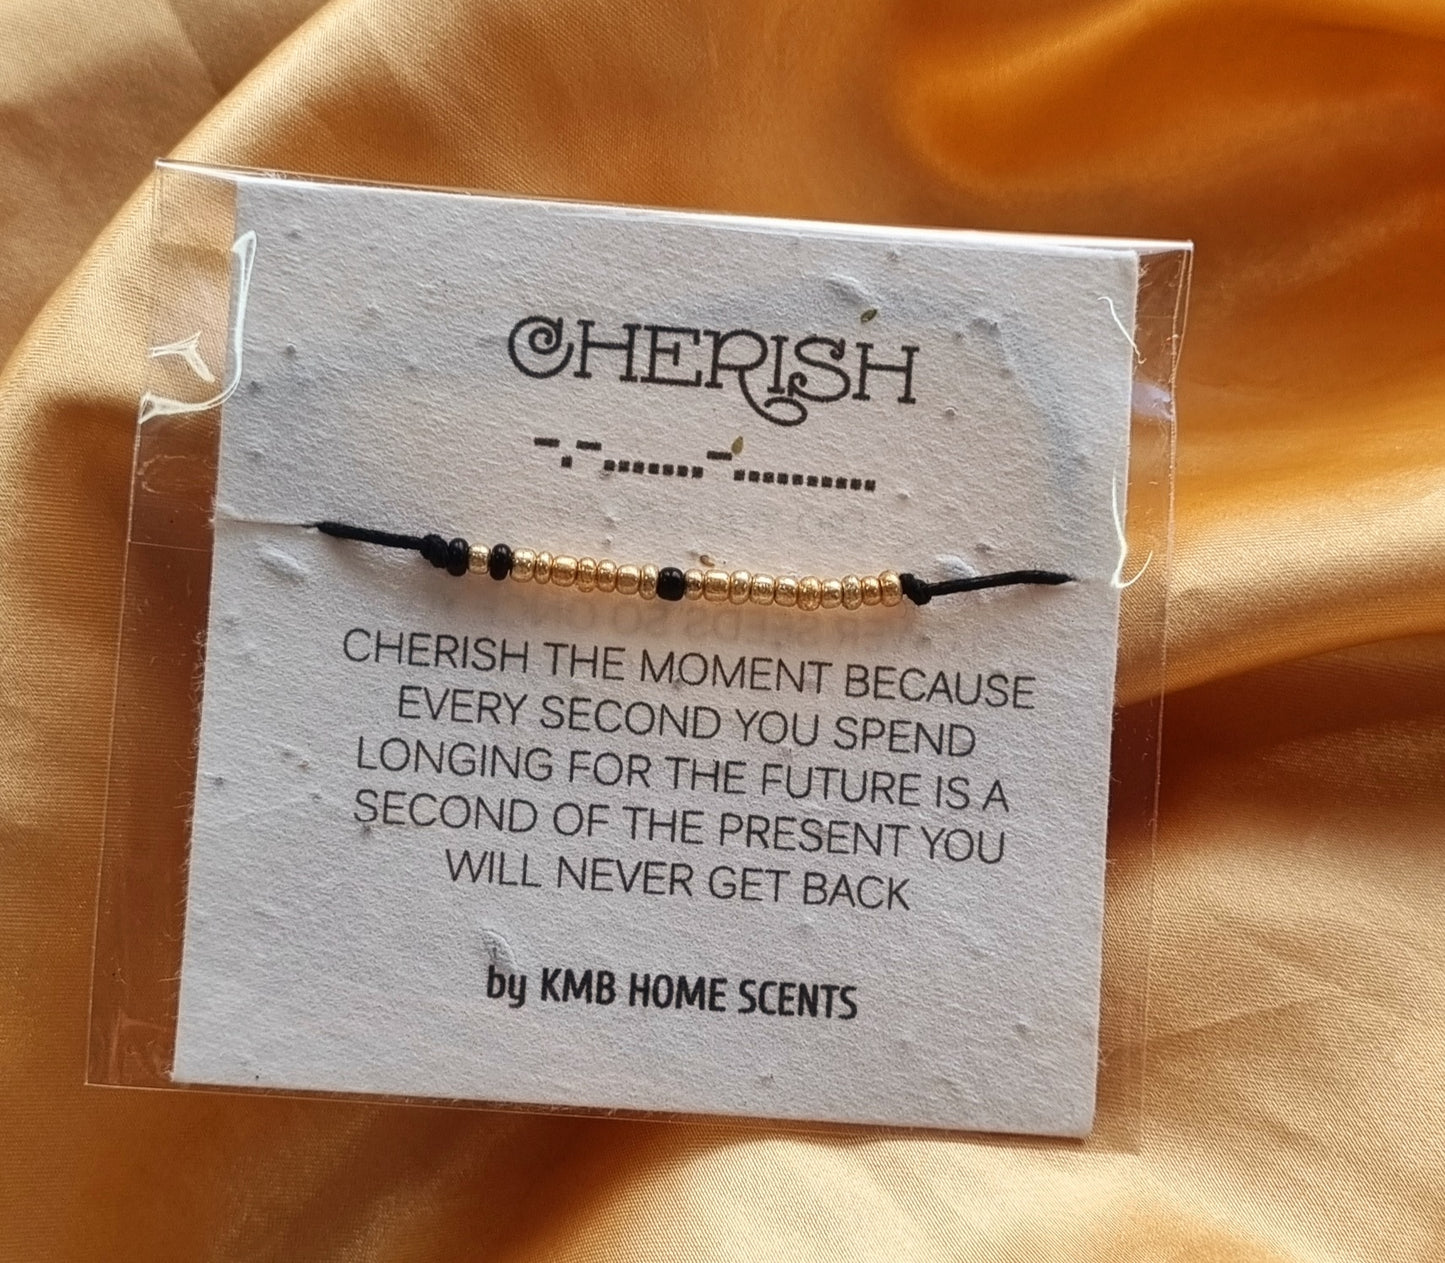 CHERISH
-.-.......-..........
CHERISH THE MOMENT BECAUSE
EVERY SECOND YOU SPEND
LONGING FOR THE FUTURE IS A
SECOND OF THE PRESENT YOU
WILL NEVER GET BACK
by KMB HOME SCENTS